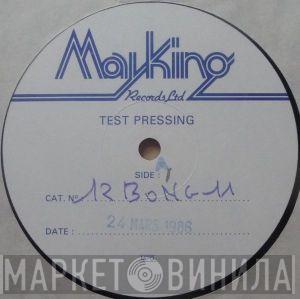 MayKing
Records Ltd
TEST PRESSING
SIDE : A
CAT. Nº 12 BONG 11
DATE : 24 MARS 1986
МАРКЕТ ВИНИЛА